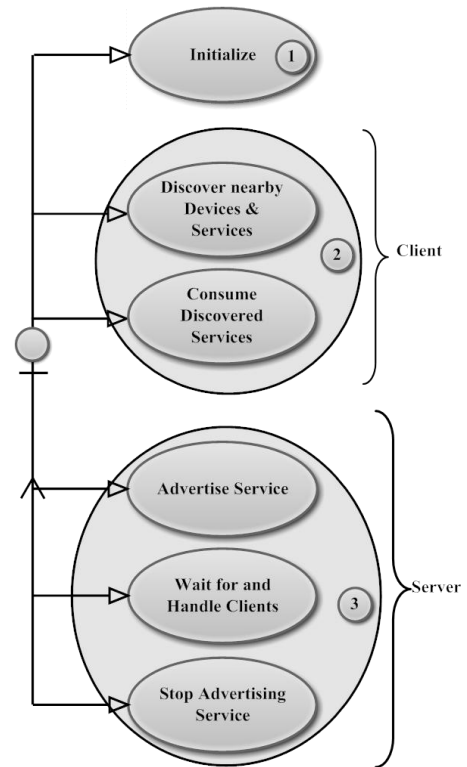 Initialize
1
Discover nearby
Devices &
Services
2
Client
Consume
Discovered
Services
Advertise Service
Wait for and
Handle Clients
3
Server
Stop Advertising
Service